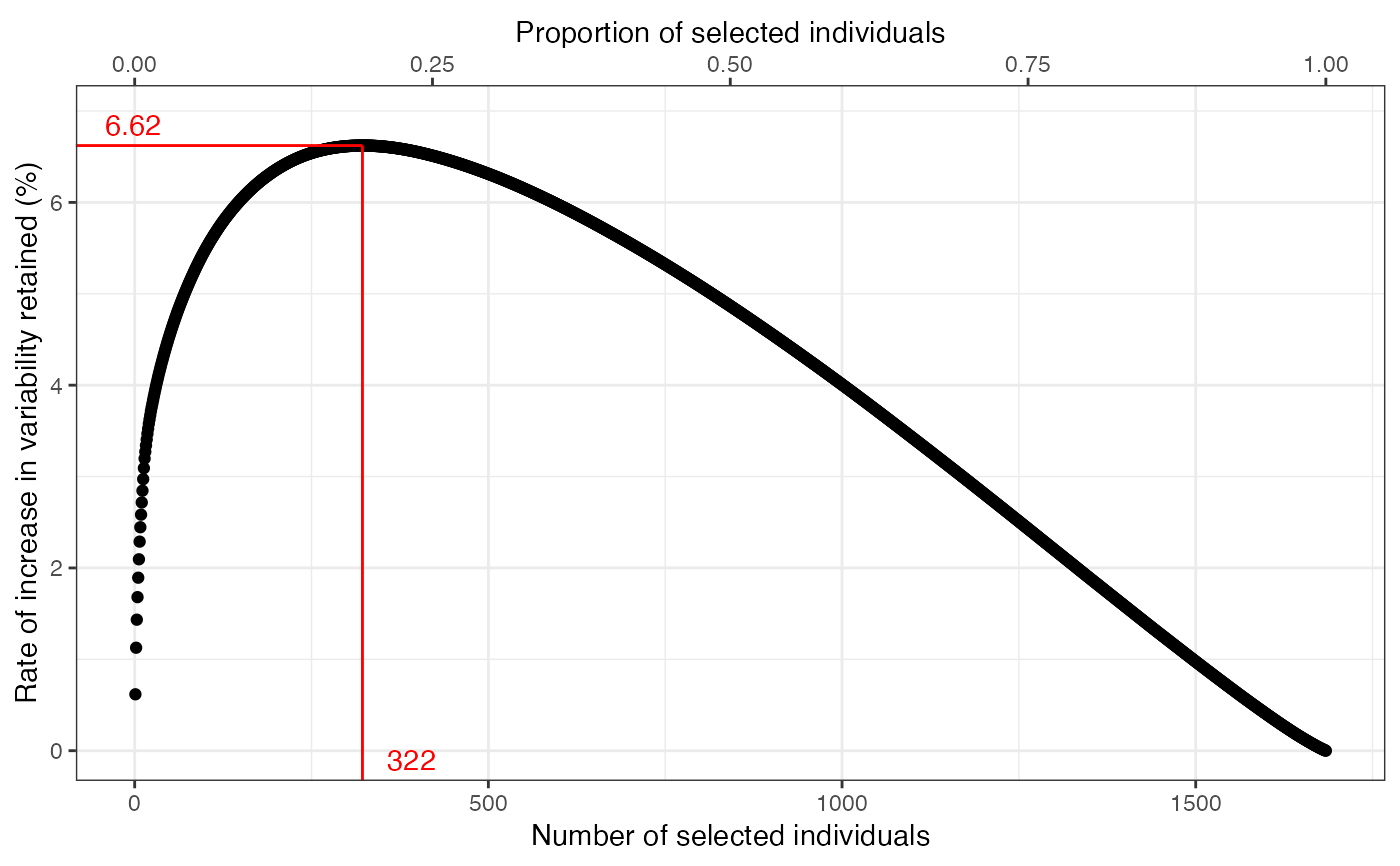 Proportion of selected individuals
0.00 0.25 0.50 0.75 1.00
6.62
Rate of increase in variability retained (%)
6
4
2
0
322
0 500 1000 1500
Number of selected individuals